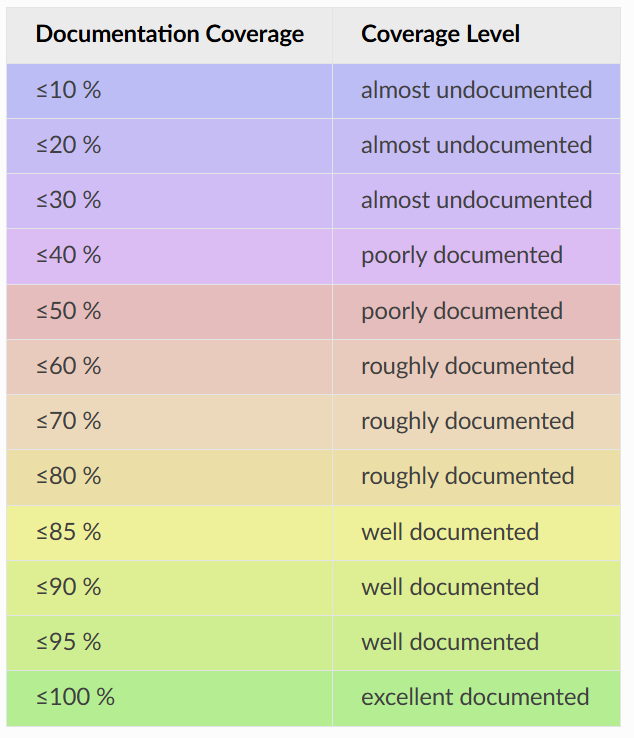 Documentation Coverage Coverage Level
≤10 % almost undocumented
≤20 % almost undocumented
≤30 % almost undocumented
≤40 % poorly documented
≤50 % poorly documented
≤60 % roughly documented
≤70 % roughly documented
≤80 % roughly documented
≤85 % well documented
≤90 % well documented
≤95 % well documented
≤100 % excellent documented